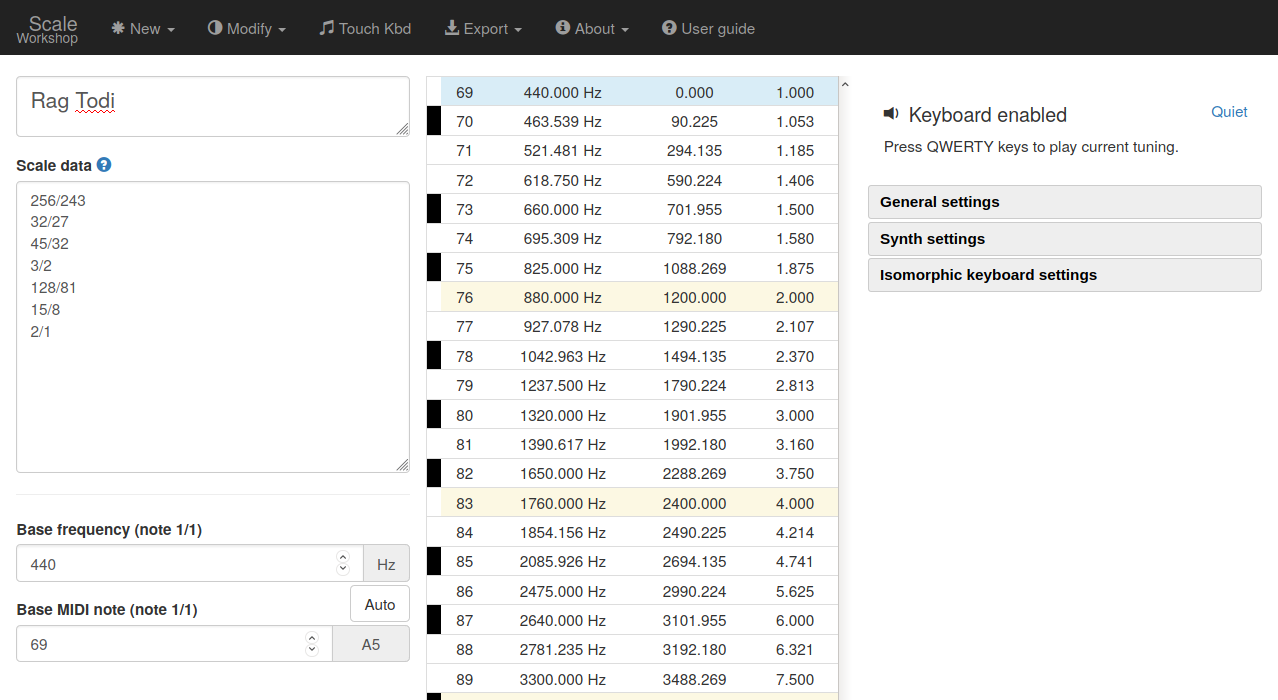 Scale
Workshop
New
Modify
Touch Kbd
Export
About
User guide
Rag Todi
Scale data
256/243
32/27
45/32
3/2
128/81
15/8
2/1
Base frequency (note 1/1)
440 Hz
Auto
Base MIDI note (note 1/1)
69 A5
69 440.000 Hz 0.000 1.000
70 463.539 Hz 90.225 1.053
71 521.481 Hz 294.135 1.185
72 618.750 Hz 590.224 1.406
73 660.000 Hz 701.955 1.500
74 695.309 Hz 792.180 1.580
75 825.000 Hz 1088.269 1.875
76 880.000 Hz 1200.000 2.000
77 927.078 Hz 1290.225 2.107
78 1042.963 Hz 1494.135 2.370
79 1237.500 Hz 1790.224 2.813
80 1320.000 Hz 1901.955 3.000
81 1390.617 Hz 1992.180 3.160
82 1650.000 Hz 2288.269 3.750
83 1760.000 Hz 2400.000 4.000
84 1854.156 Hz 2490.225 4.214
85 2085.926 Hz 2694.135 4.741
86 2475.000 Hz 2990.224 5.625
87 2640.000 Hz 3101.955 6.000
88 2781.235 Hz 3192.180 6.321
89 3300.000 Hz 3488.269 7.500
Keyboard enabled
Quiet
Press QWERTY keys to play current tuning.
General settings
Synth settings
Isomorphic keyboard settings